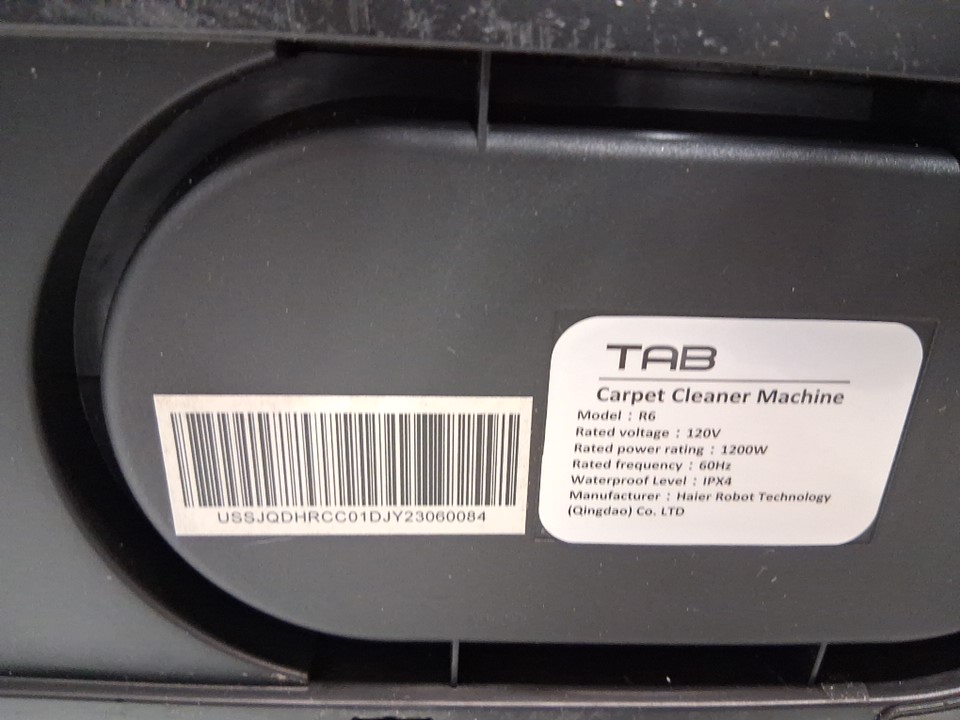 TAB
Carpet Cleaner Machine
Model : R6
Rated voltage : 120V
Rated power rating : 1200W
Rated frequency : 60Hz
Waterproof Level : IPX4
Manufacturer : Haier Robot Technology
(Qingdao) Co. LTD
USSJQDHRCC01DJY23060084